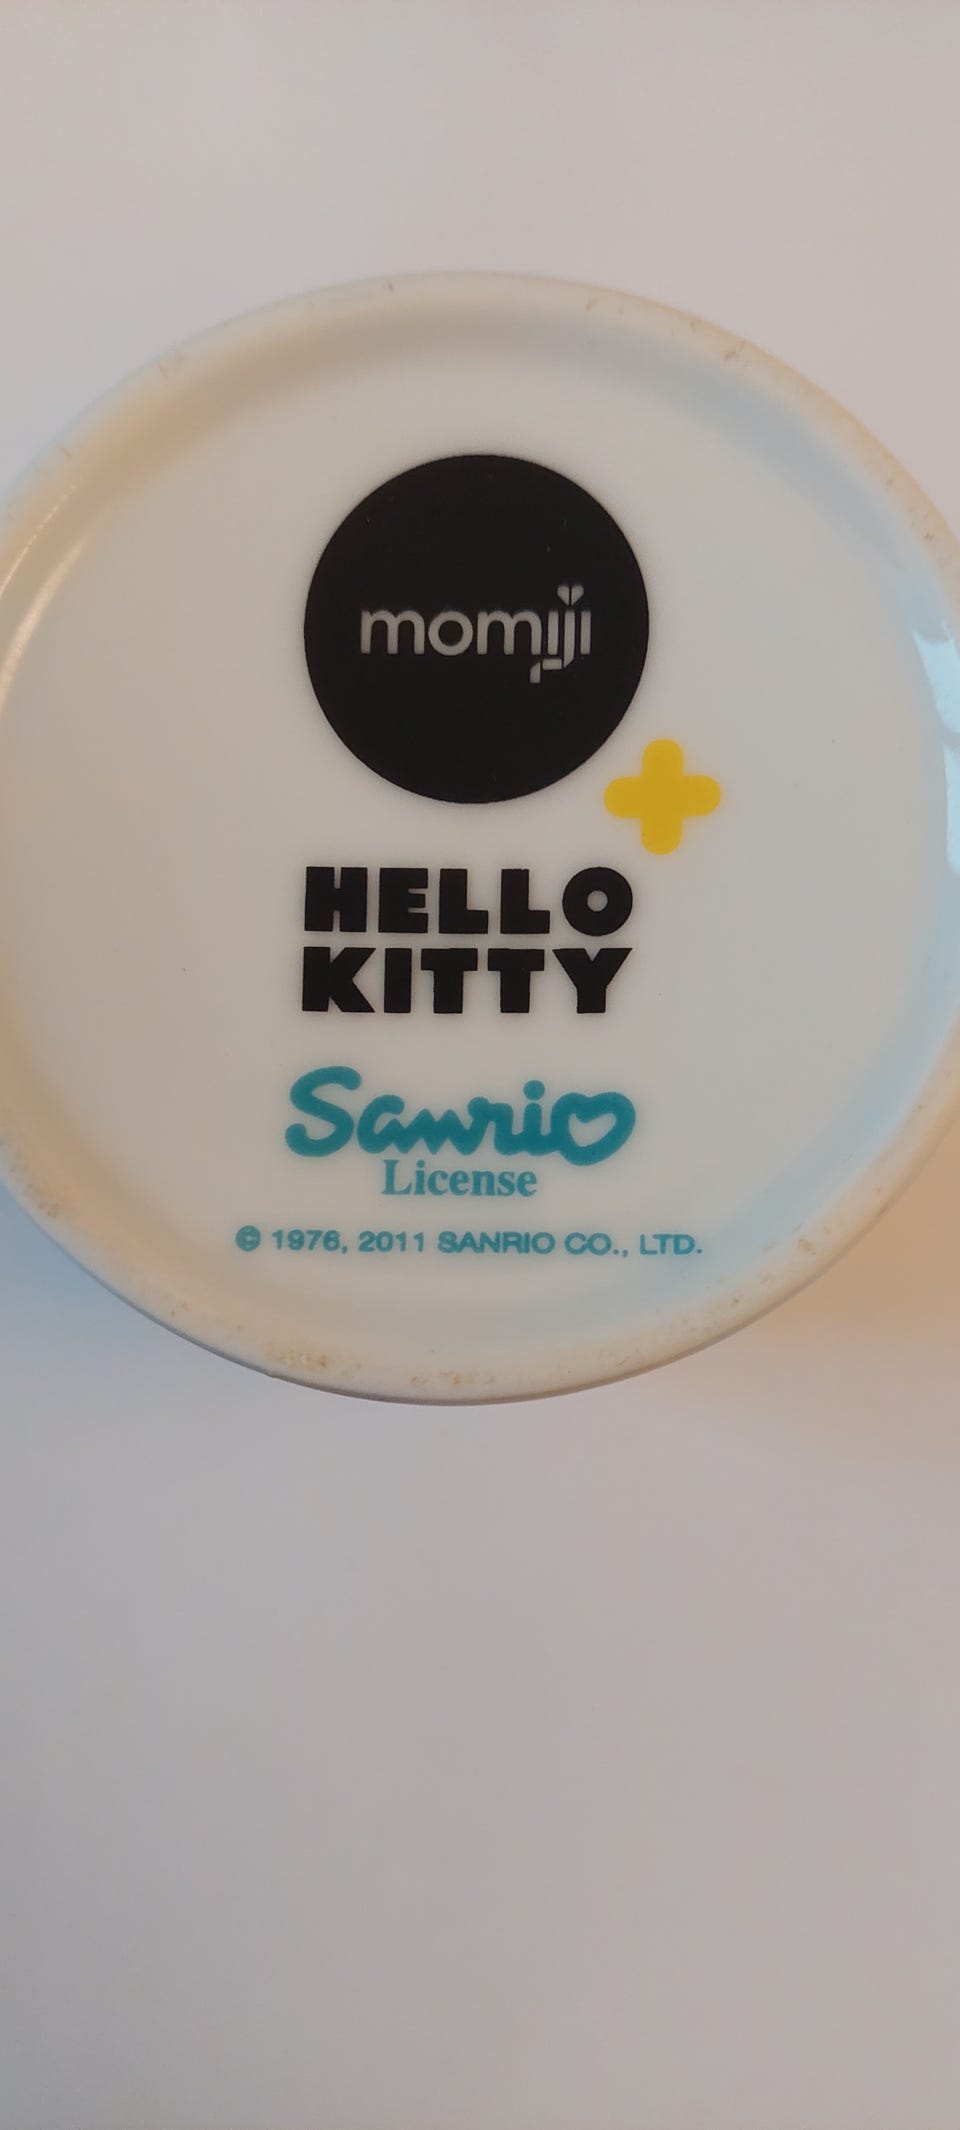 momiji
HELLO
KITTY
Sanrio
License
© 1976, 2011 SANRIO CO., LTD.